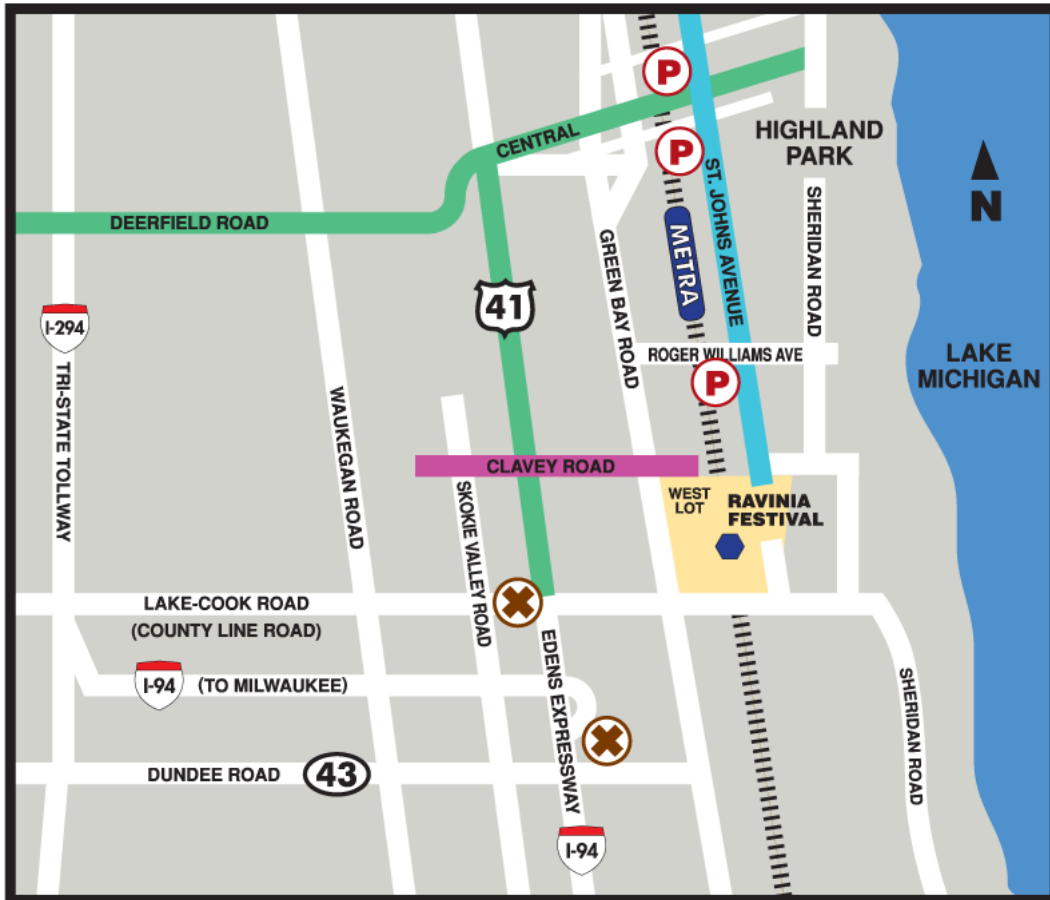 P
CENTRAL
P
HIGHLAND
PARK
N
DEERFIELD ROAD
ST. JOHNS AVENUE
SHERIDAN ROAD
METRA
GREEN BAY ROAD
41
I-294
ROGER WILLIAMS AVE
LAKE
MICHIGAN
P
TRI-STATE TOLLWAY
WAUKEGAN ROAD
CLAVEY ROAD
SKOKIE VALLEY ROAD
WEST
LOT
RAVINIA
FESTIVAL
LAKE-COOK ROAD
(COUNTY LINE ROAD)
EDENS EXPRESSWAY
I-94
(TO MILWAUKEE)
SHERIDAN ROAD
DUNDEE ROAD
43
I-94